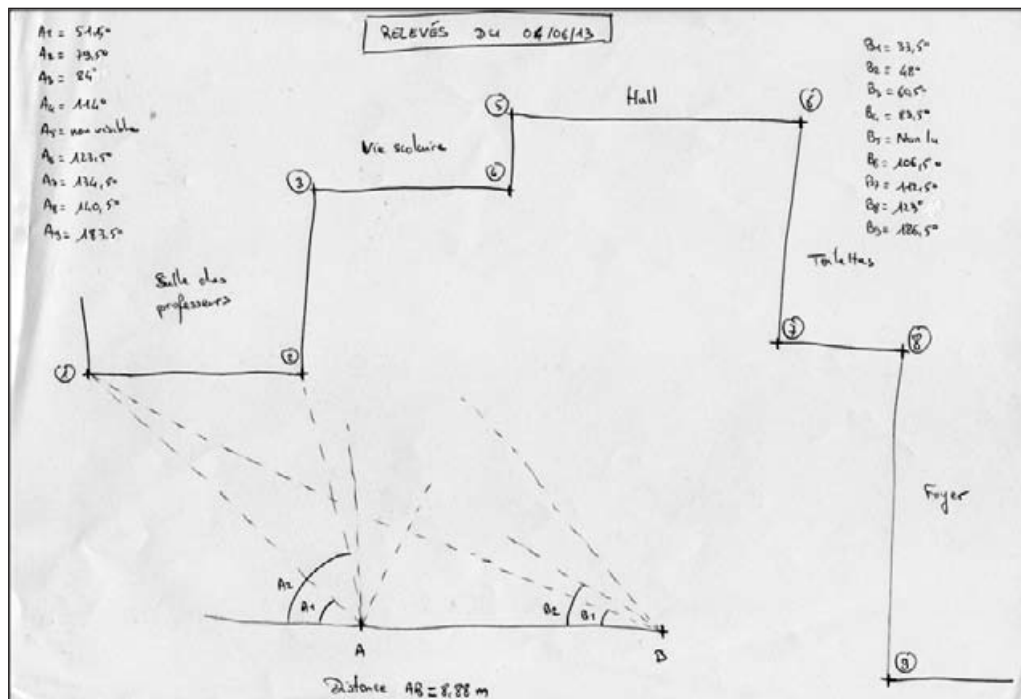 RELEVÉS DU 04/06/13
A1 = 51,5°
A2 = 79,5°
A3 = 84°
A4 = 114°
A5 = non visible
A6 = 123,5°
A7 = 134,5°
A8 = 140,5°
A9 = 183,5°
B1 = 33,5°
B2 = 48°
B3 = 60,5°
B4 = 83,5°
B5 = Non lu
B6 = 106,5°
B7 = 112,5°
B8 = 123°
B9 = 126,5°
5
Hall
6
Vie scolaire
3
4
Salle des
professeurs
Toilettes
7
8
1
2
Foyer
A2
A1
B2
B1
A
B
9
Distance AB = 8,88 m